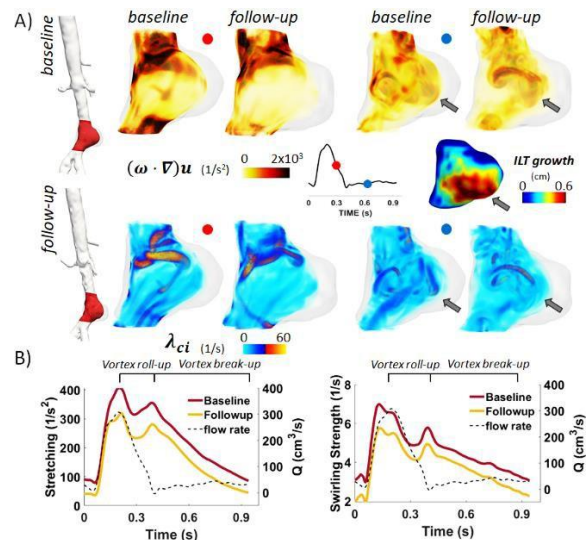 A)
baseline
baseline
follow-up
baseline
follow-up
(ω · ∇)u (1/s²)
0 2x10³
TIME (s)
0 0.3 0.6 0.9
ILT growth
(cm)
0 0.6
follow-up
λci (1/s)
0 60
B)
Vortex roll-up Vortex break-up
Stretching (1/s²)
400
300
200
100
0
Baseline
Followup
flow rate
400
300
200
100
0
Q (cm³/s)
0 0.3 0.6 0.9
Time (s)
Vortex roll-up Vortex break-up
Swirling Strength (1/s)
8
6
4
2
Baseline
Followup
flow rate
400
300
200
100
0
Q (cm³/s)
0 0.3 0.6 0.9
Time (s)